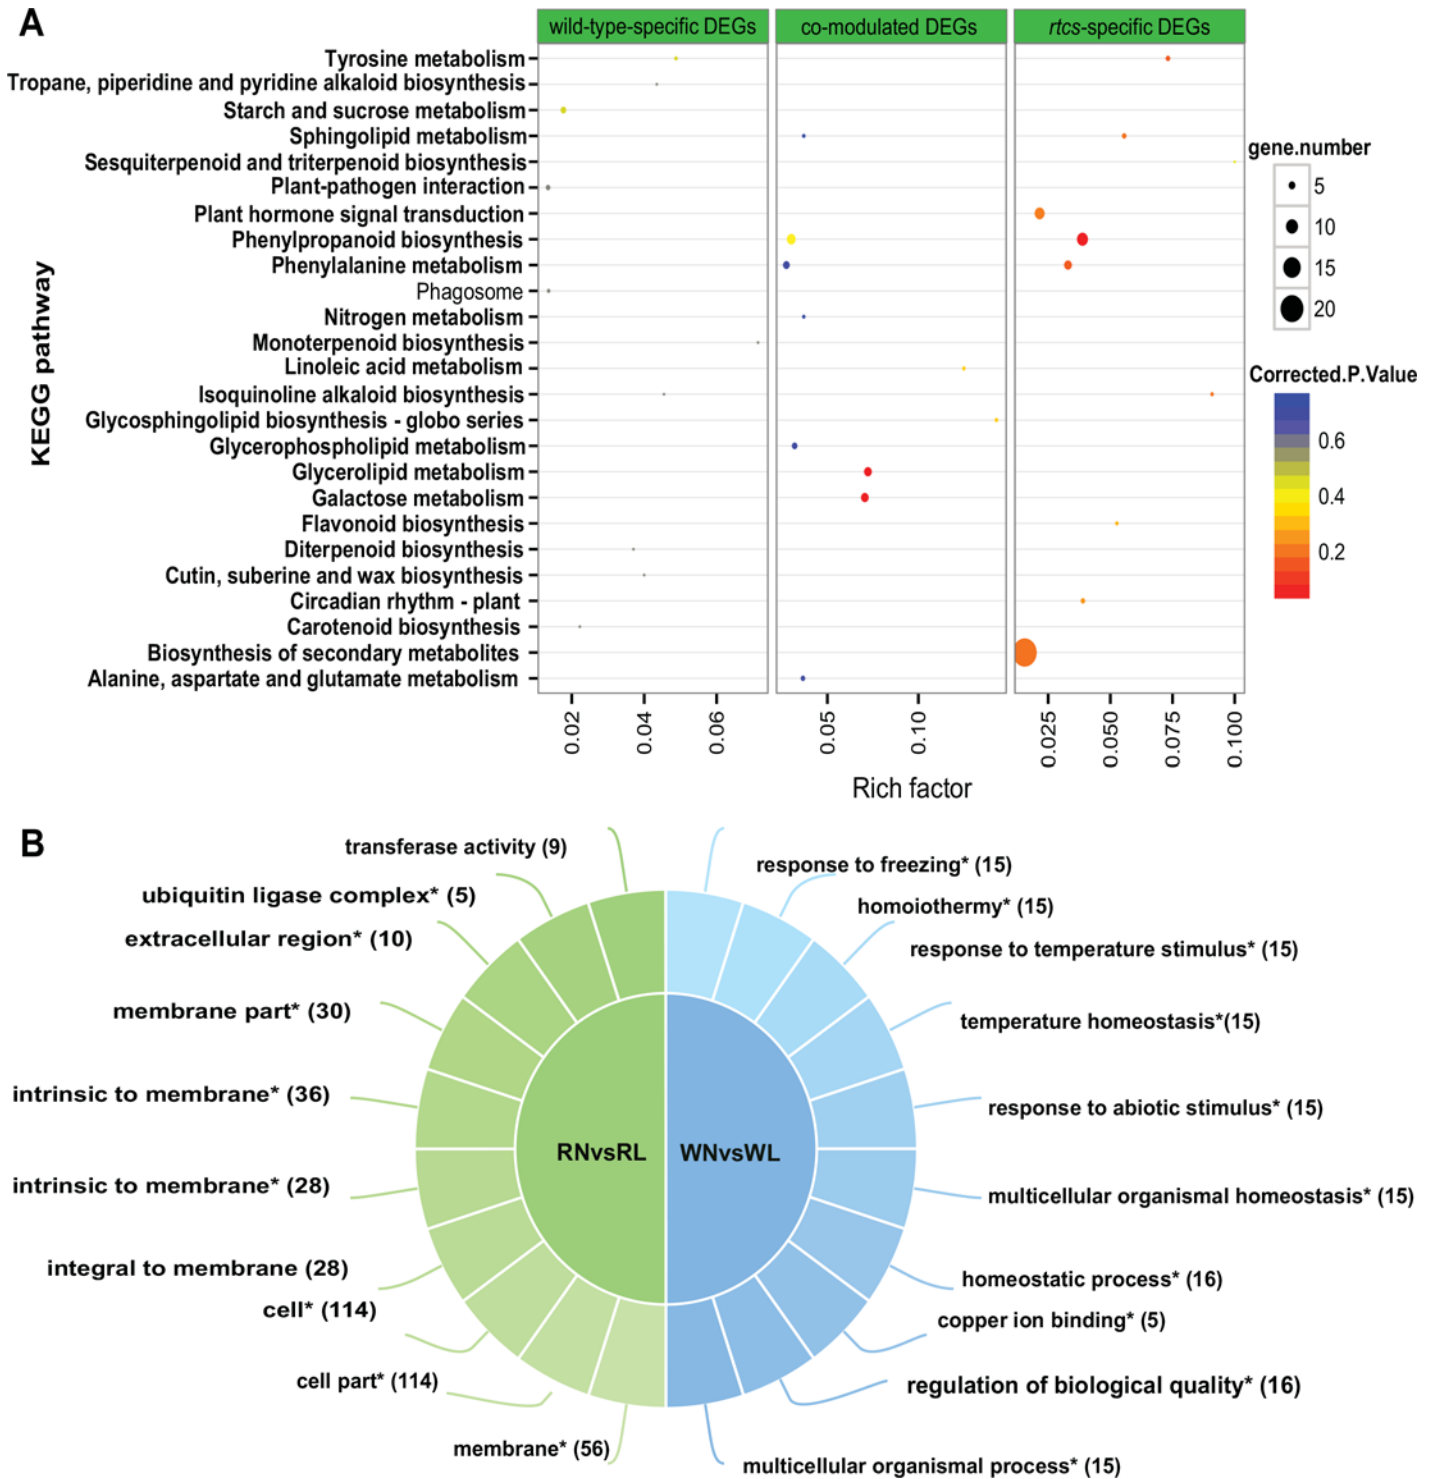 A
wild-type-specific DEGs
co-modulated DEGs
rtcs-specific DEGs
KEGG pathway
Tyrosine metabolism
Tropane, piperidine and pyridine alkaloid biosynthesis
Starch and sucrose metabolism
Sphingolipid metabolism
Sesquiterpenoid and triterpenoid biosynthesis
Plant-pathogen interaction
Plant hormone signal transduction
Phenylpropanoid biosynthesis
Phenylalanine metabolism
Phagosome
Nitrogen metabolism
Monoterpenoid biosynthesis
Linoleic acid metabolism
Isoquinoline alkaloid biosynthesis
Glycosphingolipid biosynthesis - globo series
Glycerophospholipid metabolism
Glycerolipid metabolism
Galactose metabolism
Flavonoid biosynthesis
Diterpenoid biosynthesis
Cutin, suberine and wax biosynthesis
Circadian rhythm - plant
Carotenoid biosynthesis
Biosynthesis of secondary metabolites
Alanine, aspartate and glutamate metabolism
0.02
0.04
0.06
0.05
0.10
0.025
0.050
0.075
0.100
Rich factor
gene.number
5
10
15
20
Corrected.P.Value
0.6
0.4
0.2
B
transferase activity (9)
ubiquitin ligase complex* (5)
extracellular region* (10)
membrane part* (30)
intrinsic to membrane* (36)
intrinsic to membrane* (28)
integral to membrane (28)
cell* (114)
cell part* (114)
membrane* (56)
RNvsRL
WNvsWL
response to freezing* (15)
homoiothermy* (15)
response to temperature stimulus* (15)
temperature homeostasis*(15)
response to abiotic stimulus* (15)
multicellular organismal homeostasis* (15)
homeostatic process* (16)
copper ion binding* (5)
regulation of biological quality* (16)
multicellular organismal process* (15)